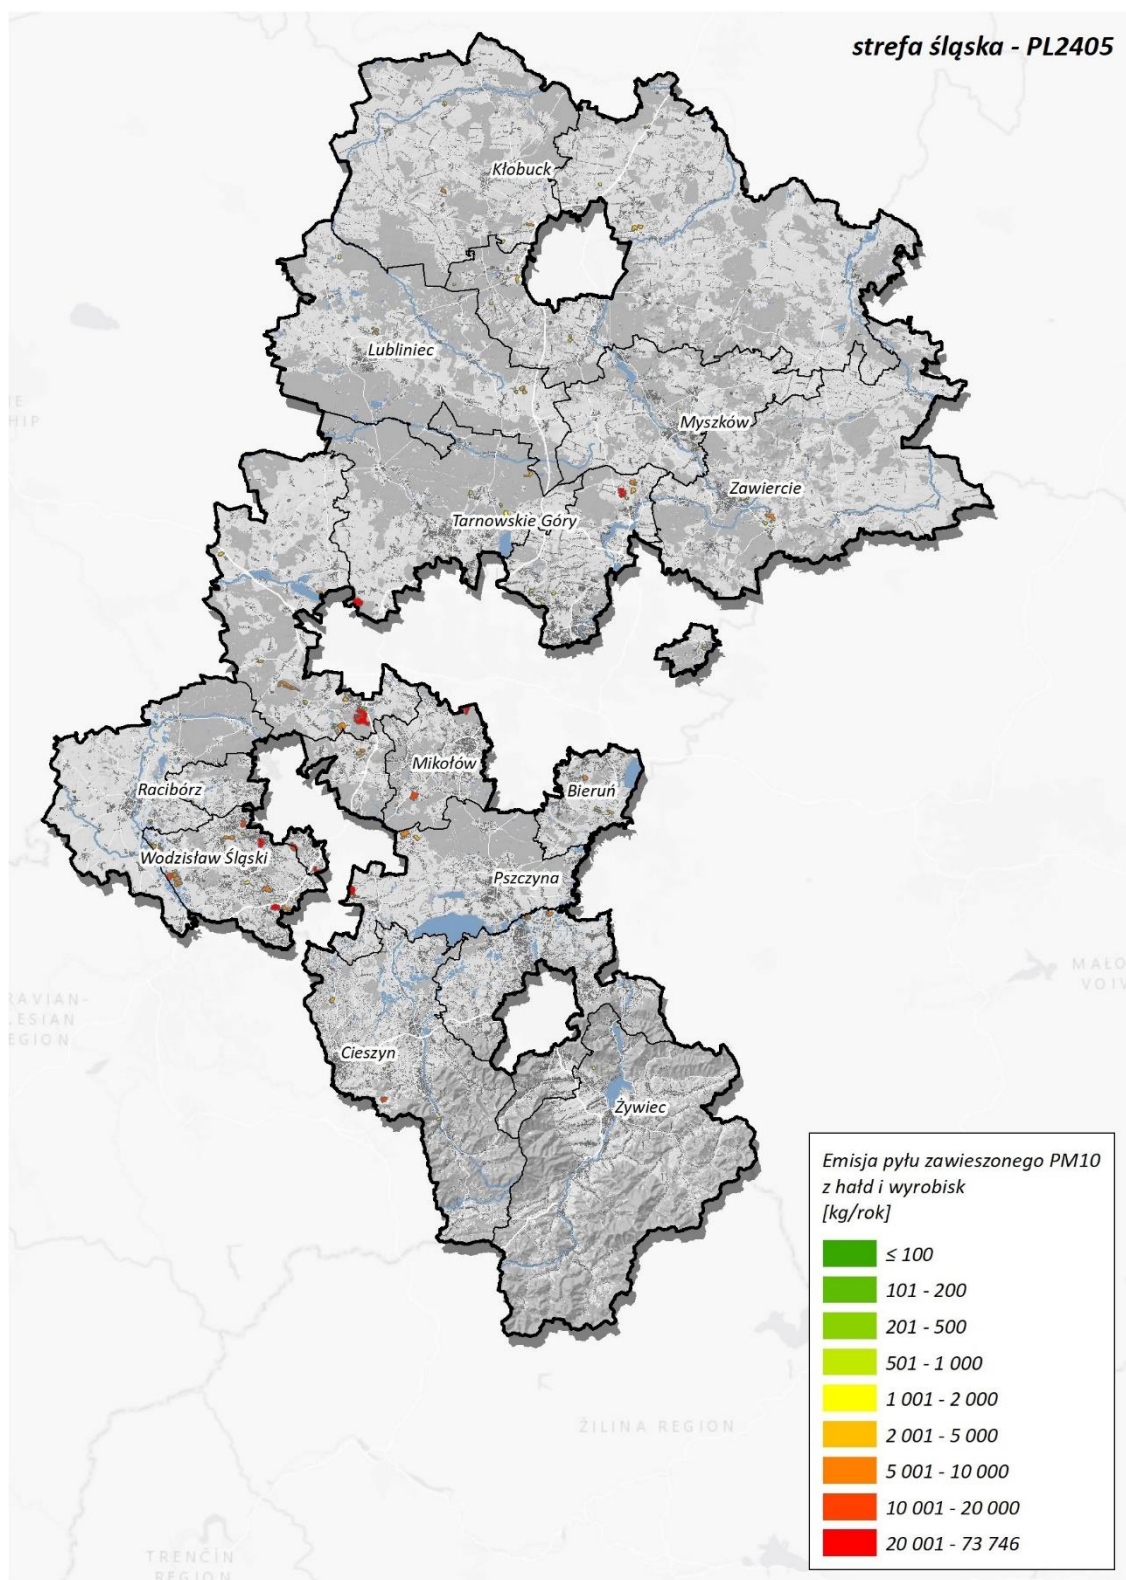 strefa śląska - PL2405
Kłobuck
Lubliniec
Myszków
Zawiercie
Tarnowskie Góry
Mikołów
Bieruń
Racibórz
Wodzisław Śląski
Pszczyna
Cieszyn
Żywiec
ŽILINA REGION
TRENČÍN
REGION
Emisja pyłu zawieszonego PM10
z hałd i wyrobisk
[kg/rok]
≤ 100
101 - 200
201 - 500
501 - 1 000
1 001 - 2 000
2 001 - 5 000
5 001 - 10 000
10 001 - 20 000
20 001 - 73 746